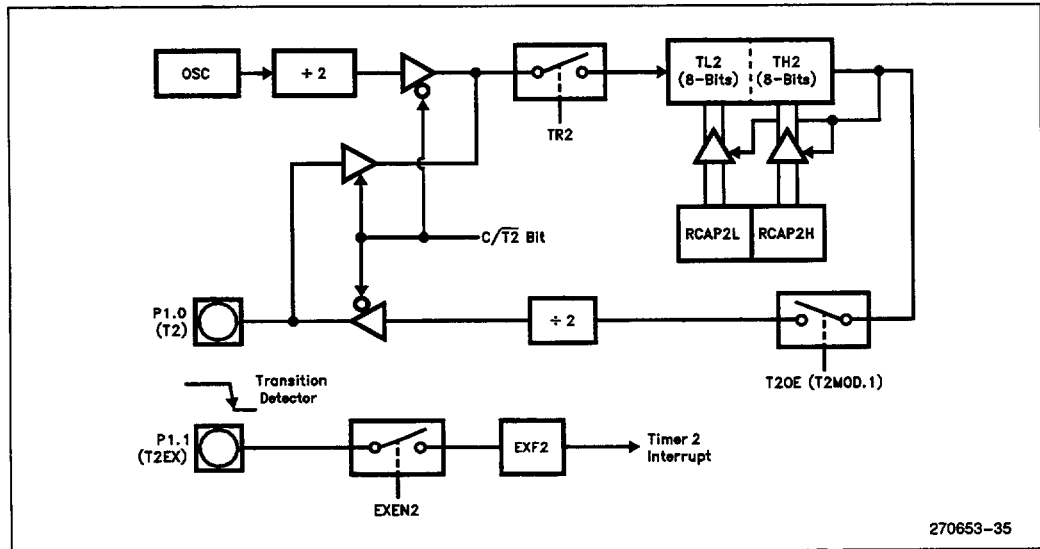 OSC
÷ 2
TR2
TL2
(8-Bits)
TH2
(8-Bits)
RCAP2L
RCAP2H
C/T2̅ Bit
P1.0
(T2)
÷ 2
T2OE (T2MOD.1)
Transition
Detector
P1.1
(T2EX)
EXEN2
EXF2
Timer 2
Interrupt
270653-35